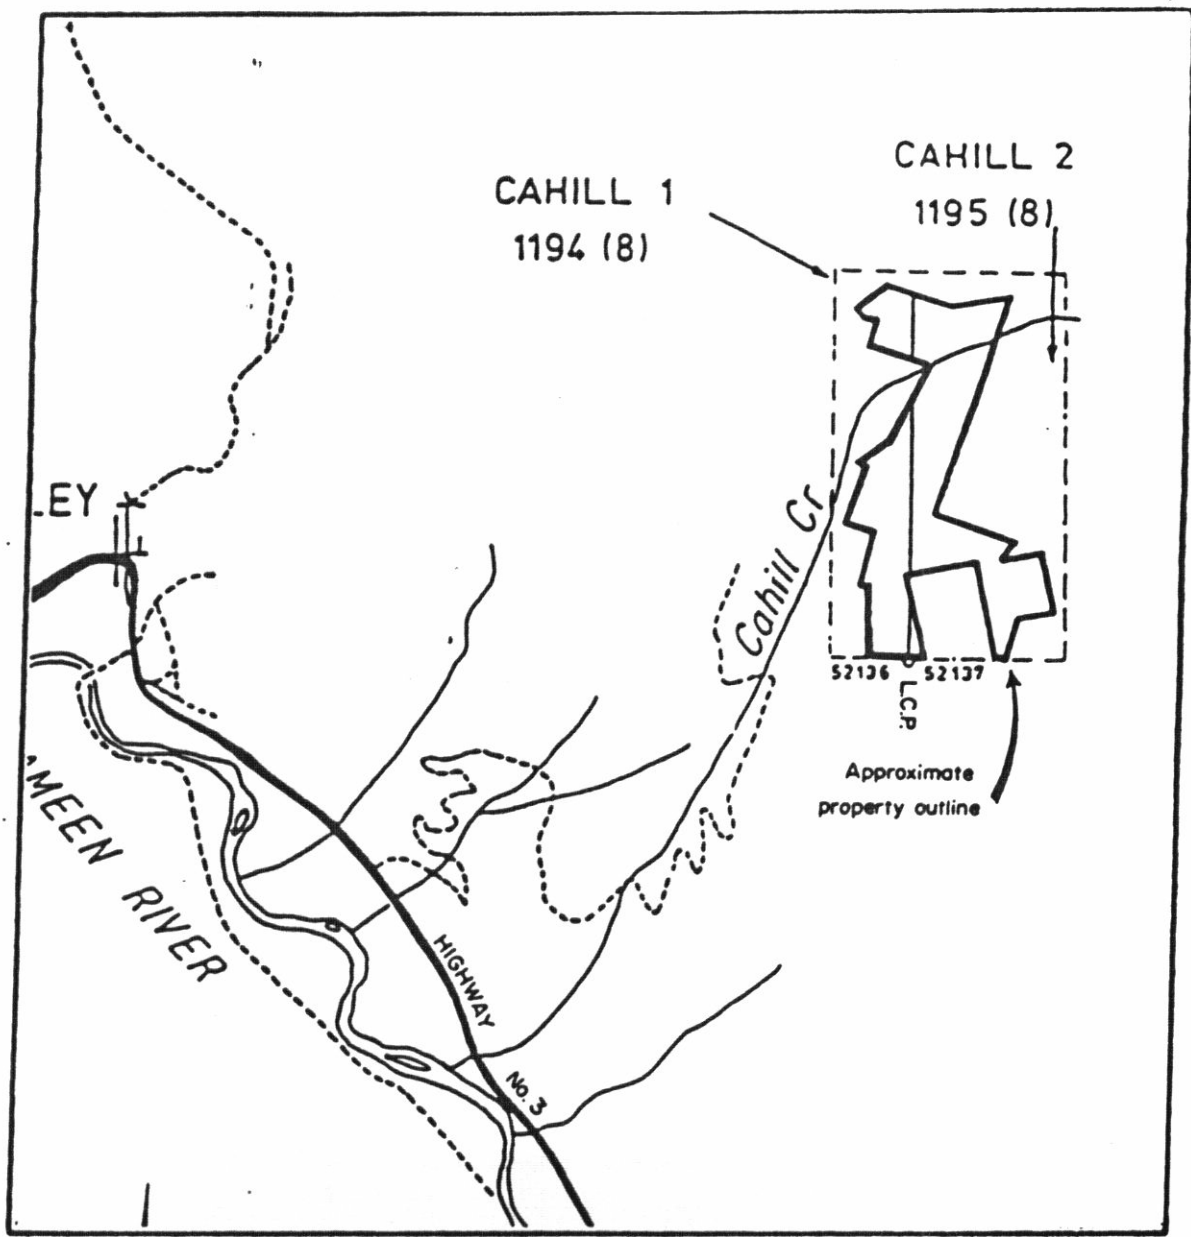 CAHILL 2
1195 (8)
CAHILL 1
1194 (8)
EY
Cahill Cr
52136
52137
L.C.P.
Approximate
property outline
MEEN RIVER
HIGHWAY
No. 3